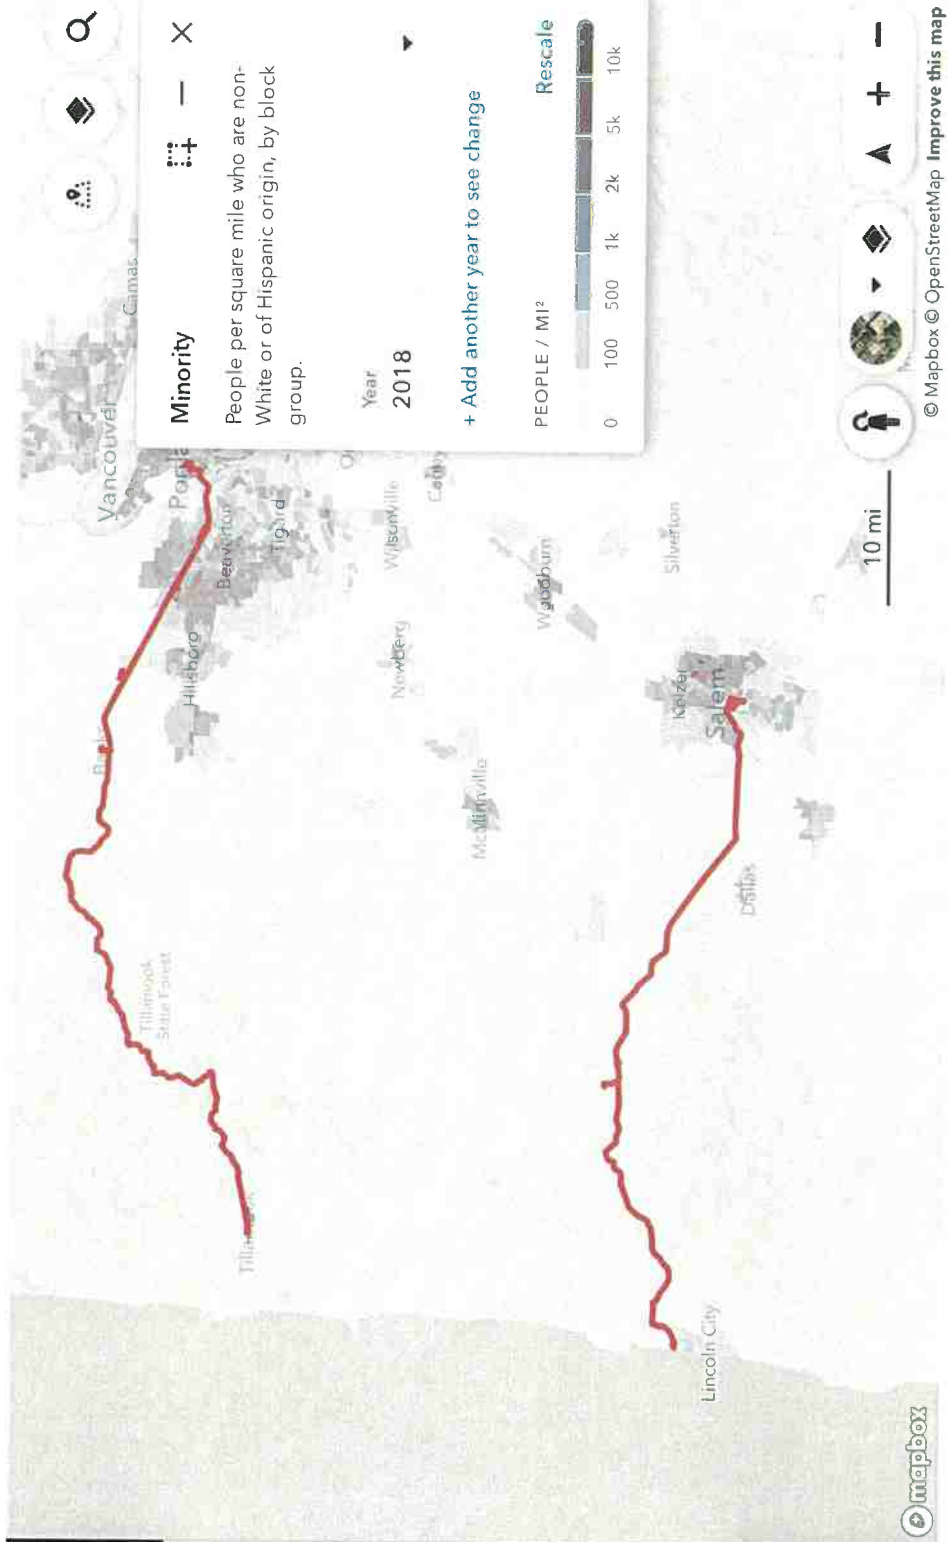 Vancouver
Camas
Hillsboro
Beaverton
Tigard
Tillamook
State Forest
Newberg
Wilsonville
Canby
McMinnville
Woodburn
Silverton
Keizer
Salem
Dallas
Lincoln City
Minority
People per square mile who are non-
White or of Hispanic origin, by block
group.
Year
2018
+ Add another year to see change
PEOPLE / MI²
Rescale
0 100 500 1k 2k 5k 10k
10 mi
mapbox
© Mapbox © OpenStreetMap Improve this map